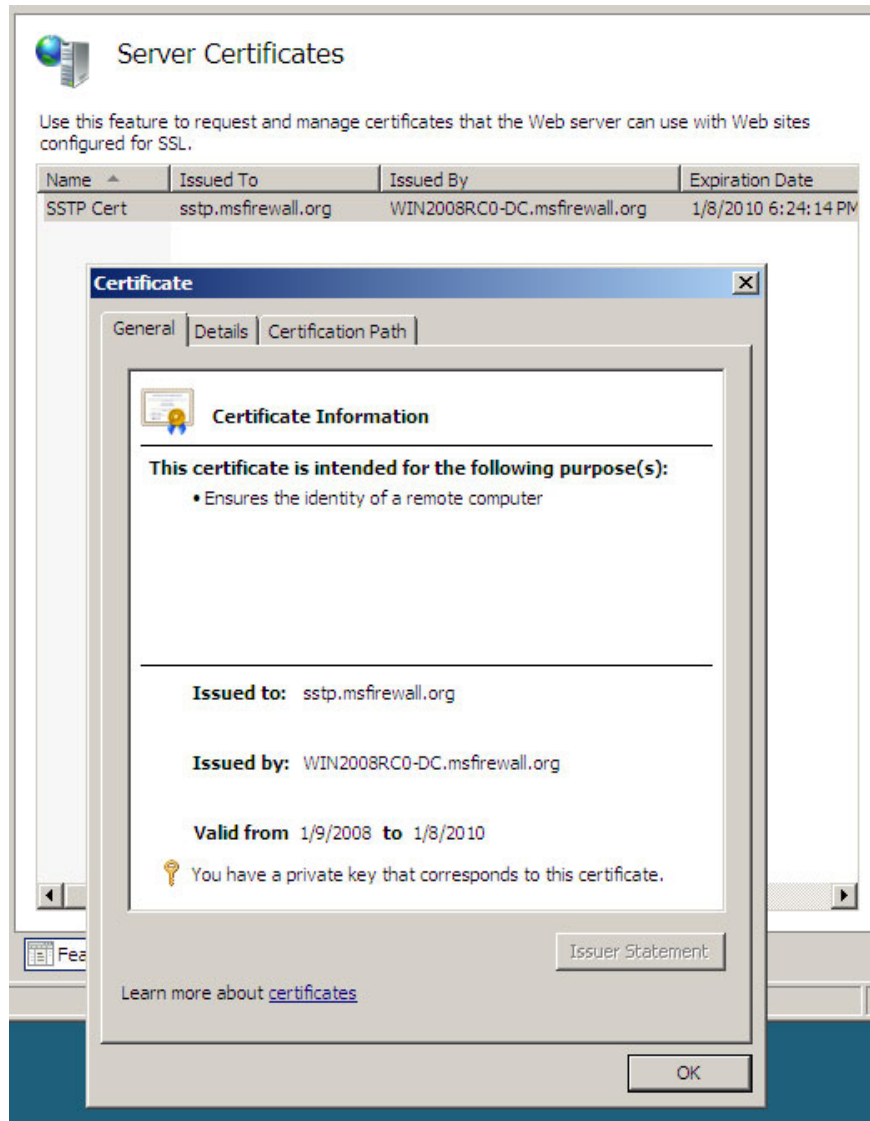 Server Certificates
Use this feature to request and manage certificates that the Web server can use with Web sites
configured for SSL.
Name Issued To Issued By Expiration Date
SSTP Cert sstp.msfirewall.org WIN2008RC0-DC.msfirewall.org 1/8/2010 6:24:14 PM
Certificate
General Details Certification Path
Certificate Information
This certificate is intended for the following purpose(s):
• Ensures the identity of a remote computer
Issued to: sstp.msfirewall.org
Issued by: WIN2008RC0-DC.msfirewall.org
Valid from 1/9/2008 to 1/8/2010
You have a private key that corresponds to this certificate.
Fea
Issuer Statement
Learn more about certificates
OK